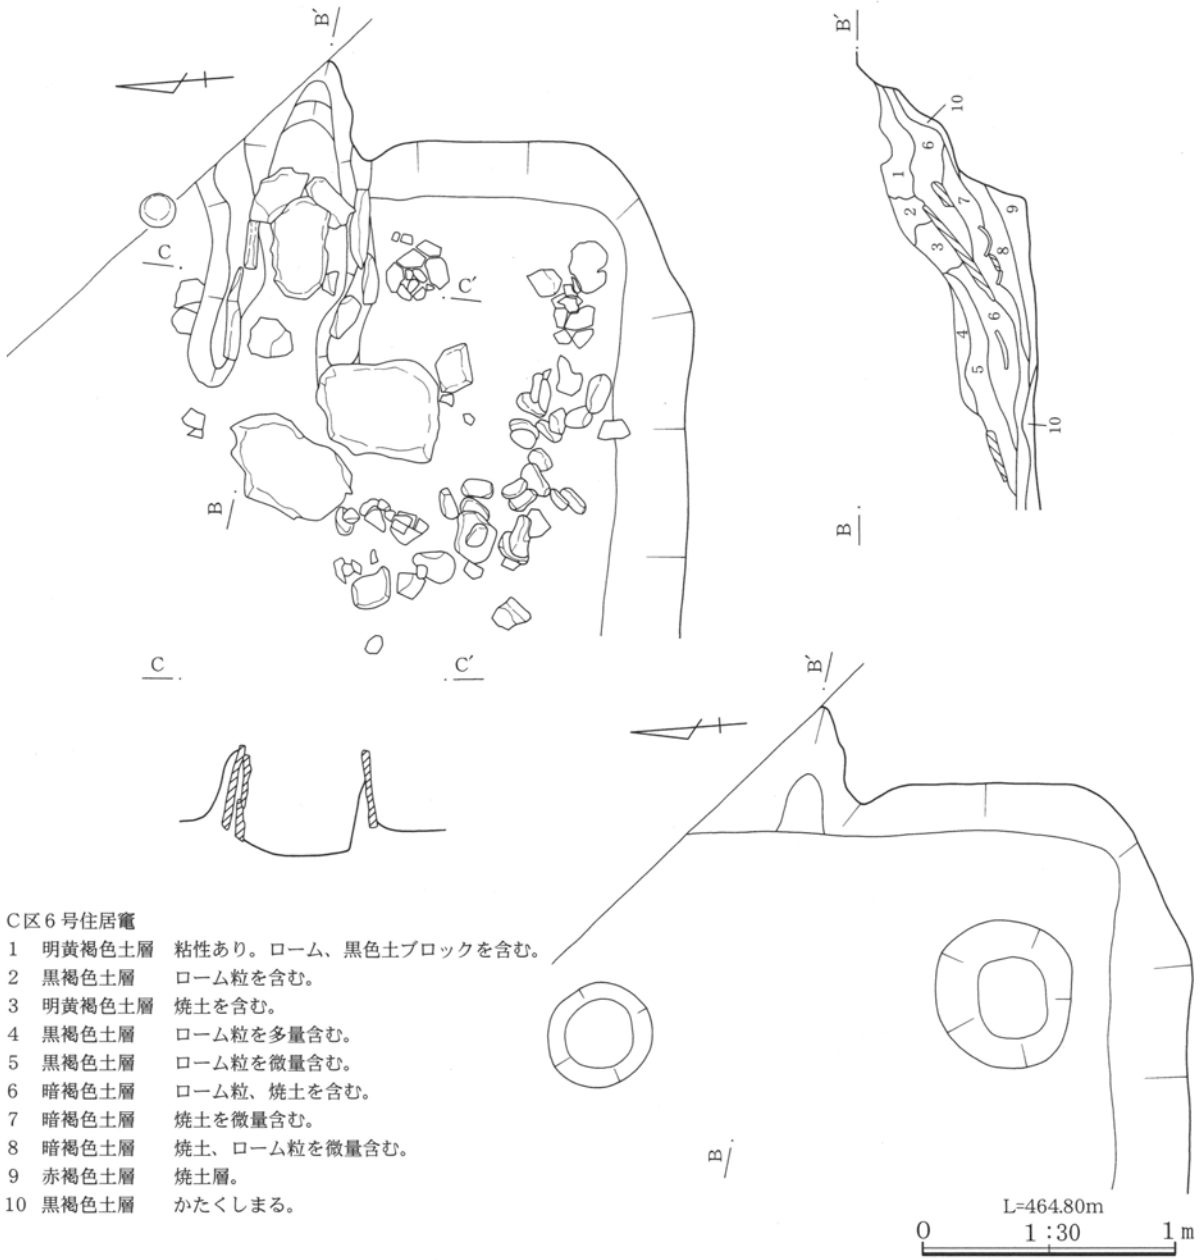 B′
B′
10
6
1
2
7
9
3
8
6
4
5
10
C
C′
B
B
C
C′
B′
C区6号住居竈
1 明黄褐色土層 粘性あり。ローム、黒色土ブロックを含む。
2 黒褐色土層 ローム粒を含む。
3 明黄褐色土層 焼土を含む。
4 黒褐色土層 ローム粒を多量含む。
5 黒褐色土層 ローム粒を微量含む。
6 暗褐色土層 ローム粒、焼土を含む。
7 暗褐色土層 焼土を微量含む。
8 暗褐色土層 焼土、ローム粒を微量含む。
9 赤褐色土層 焼土層。
10 黒褐色土層 かたくしまる。
B
L=464.80m
0 1:30 1m